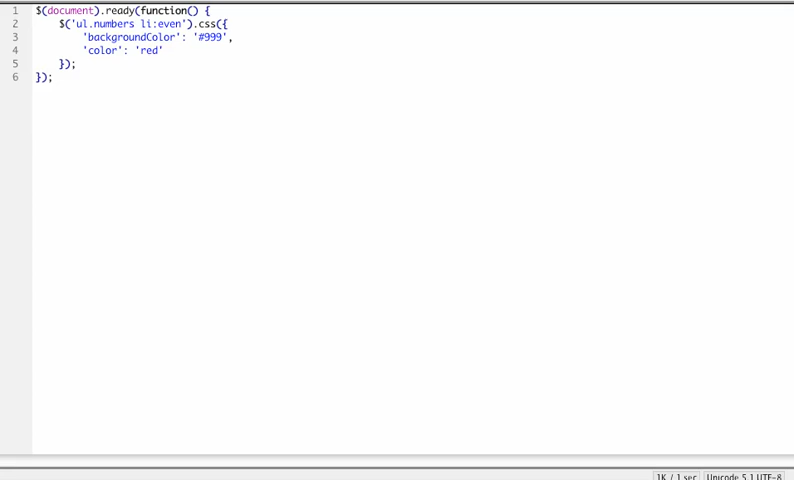 1 $(document).ready(function() {
2     $('ul.numbers li:even').css({
3         'backgroundColor': '#999',
4         'color': 'red'
5     });
6 });
1K / 1 sec Unicode 5.1 UTF-8